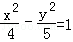 x²/4 − y²/5 = 1